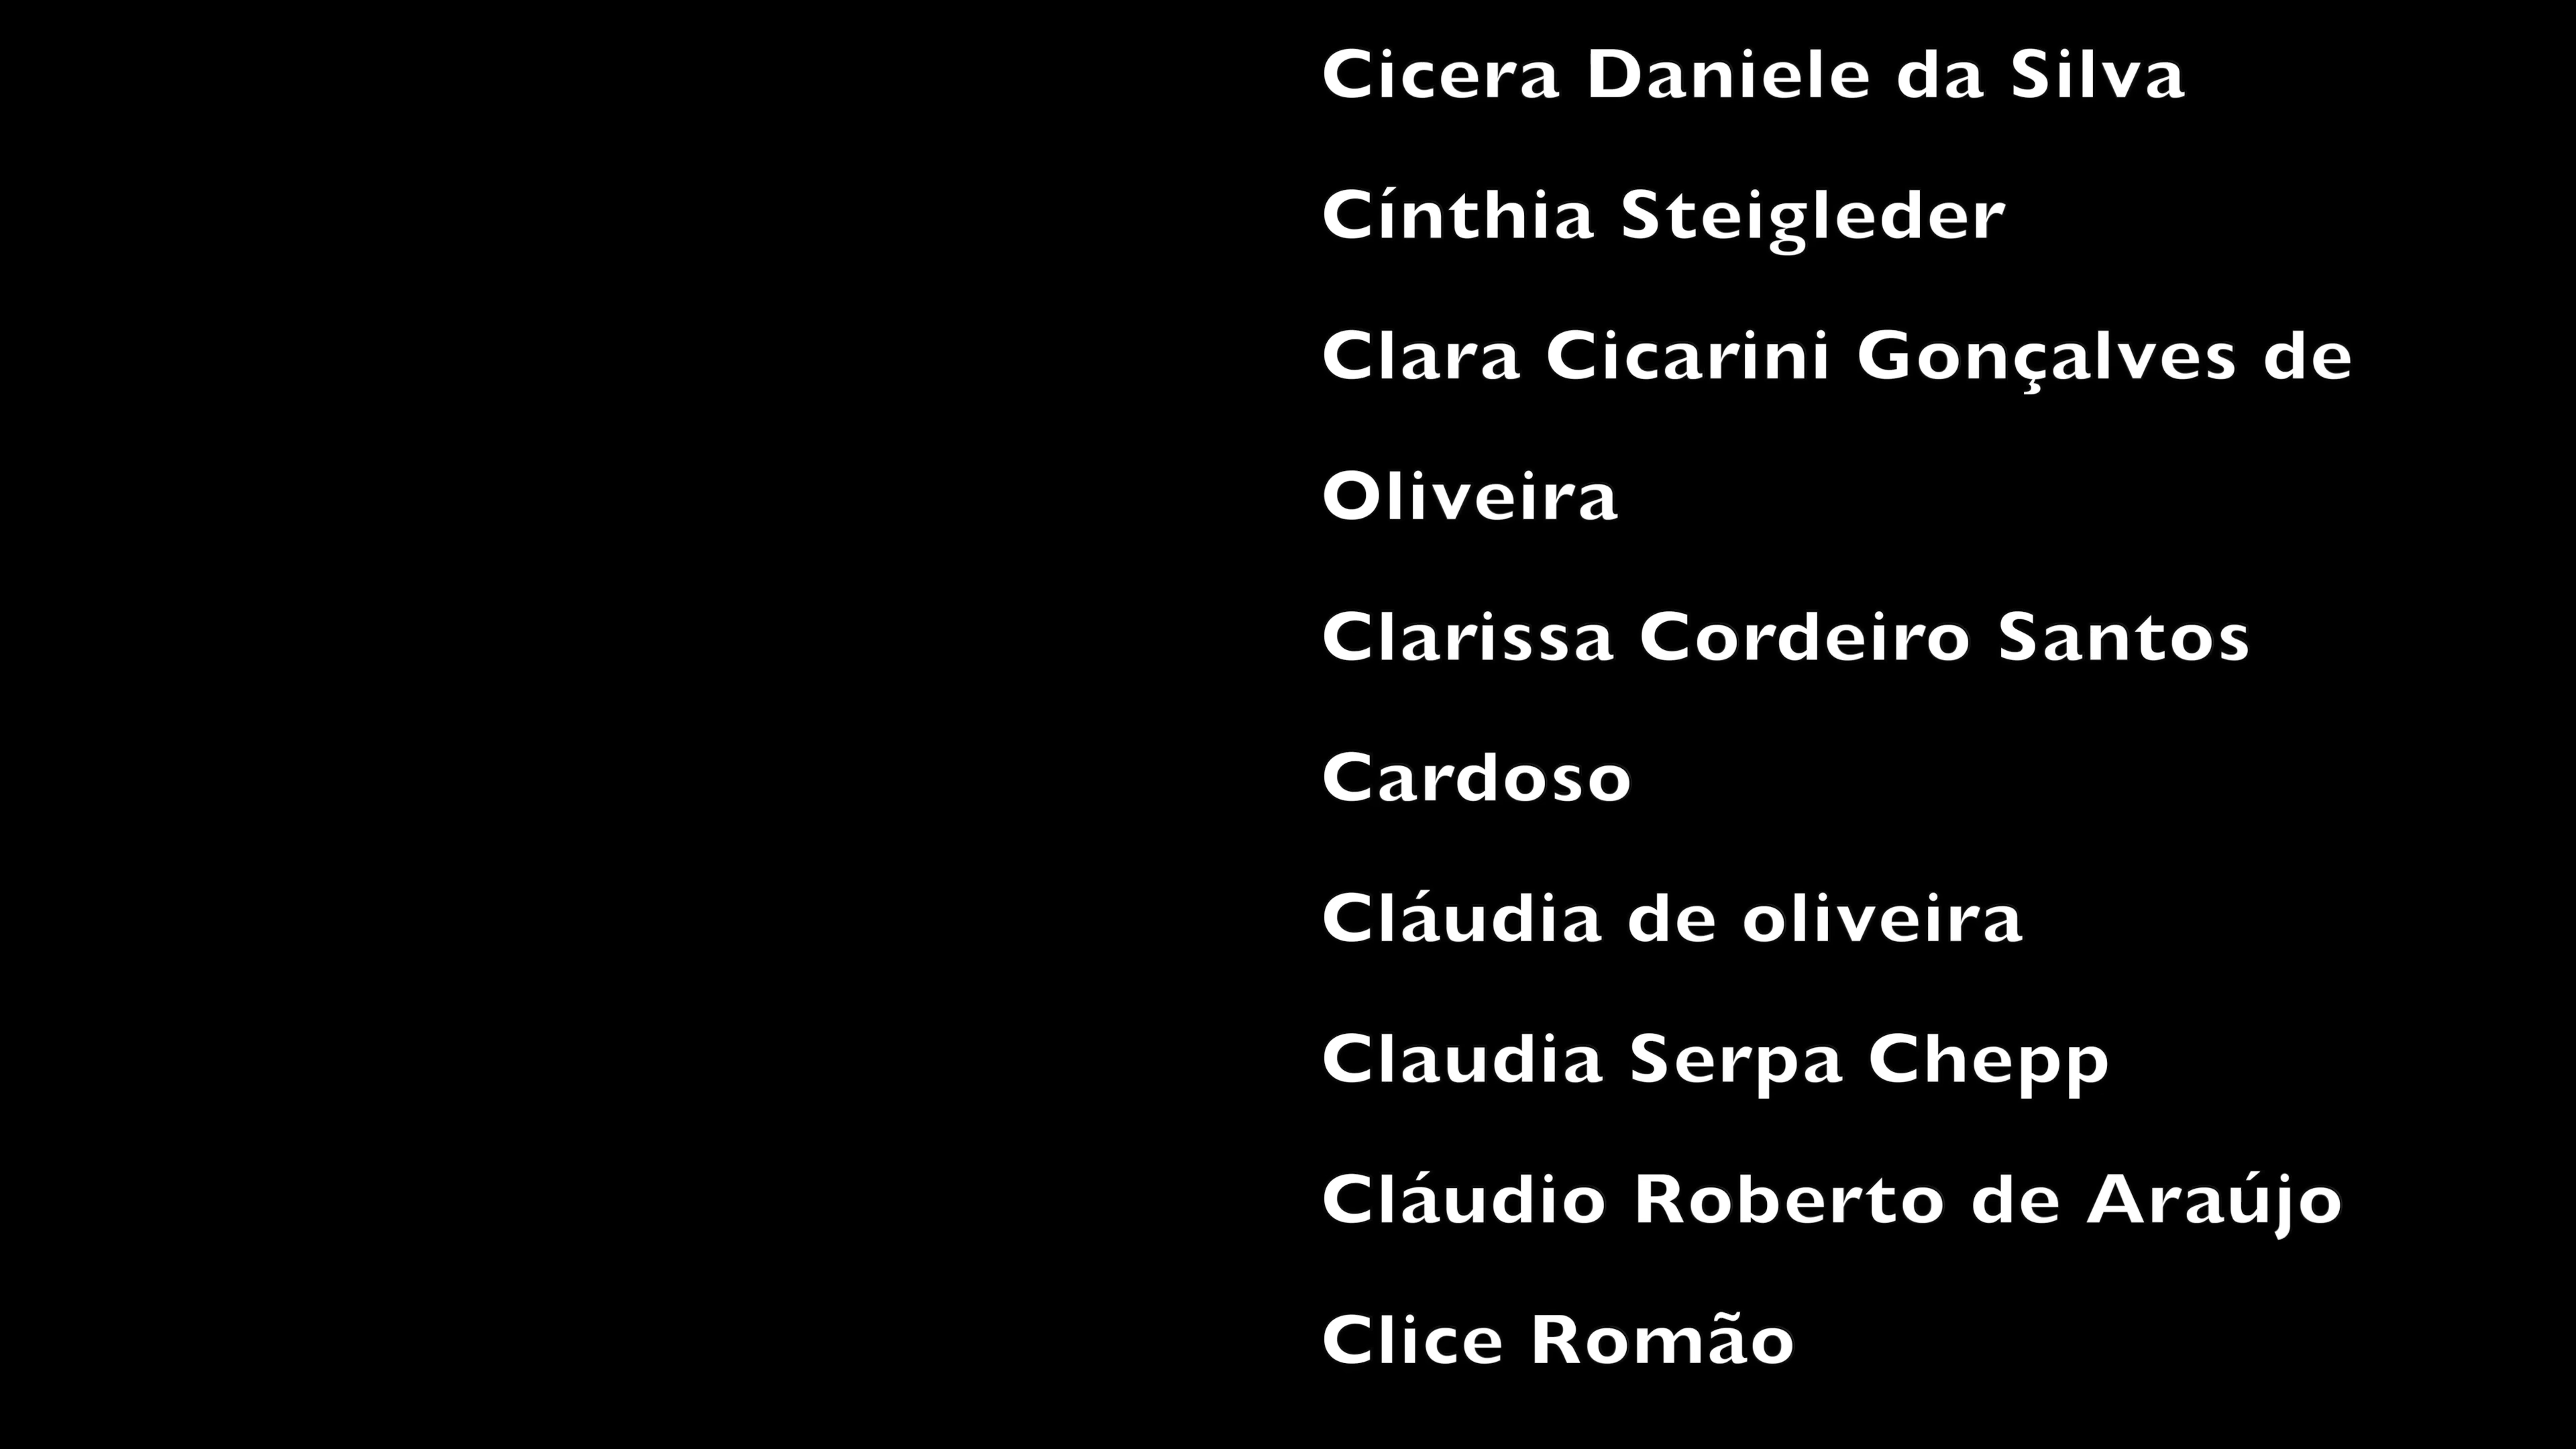 Cicera Daniele da Silva
Cínthia Steigleder
Clara Cicarini Gonçalves de
Oliveira
Clarissa Cordeiro Santos
Cardoso
Cláudia de oliveira
Claudia Serpa Chepp
Cláudio Roberto de Araújo
Clice Romão